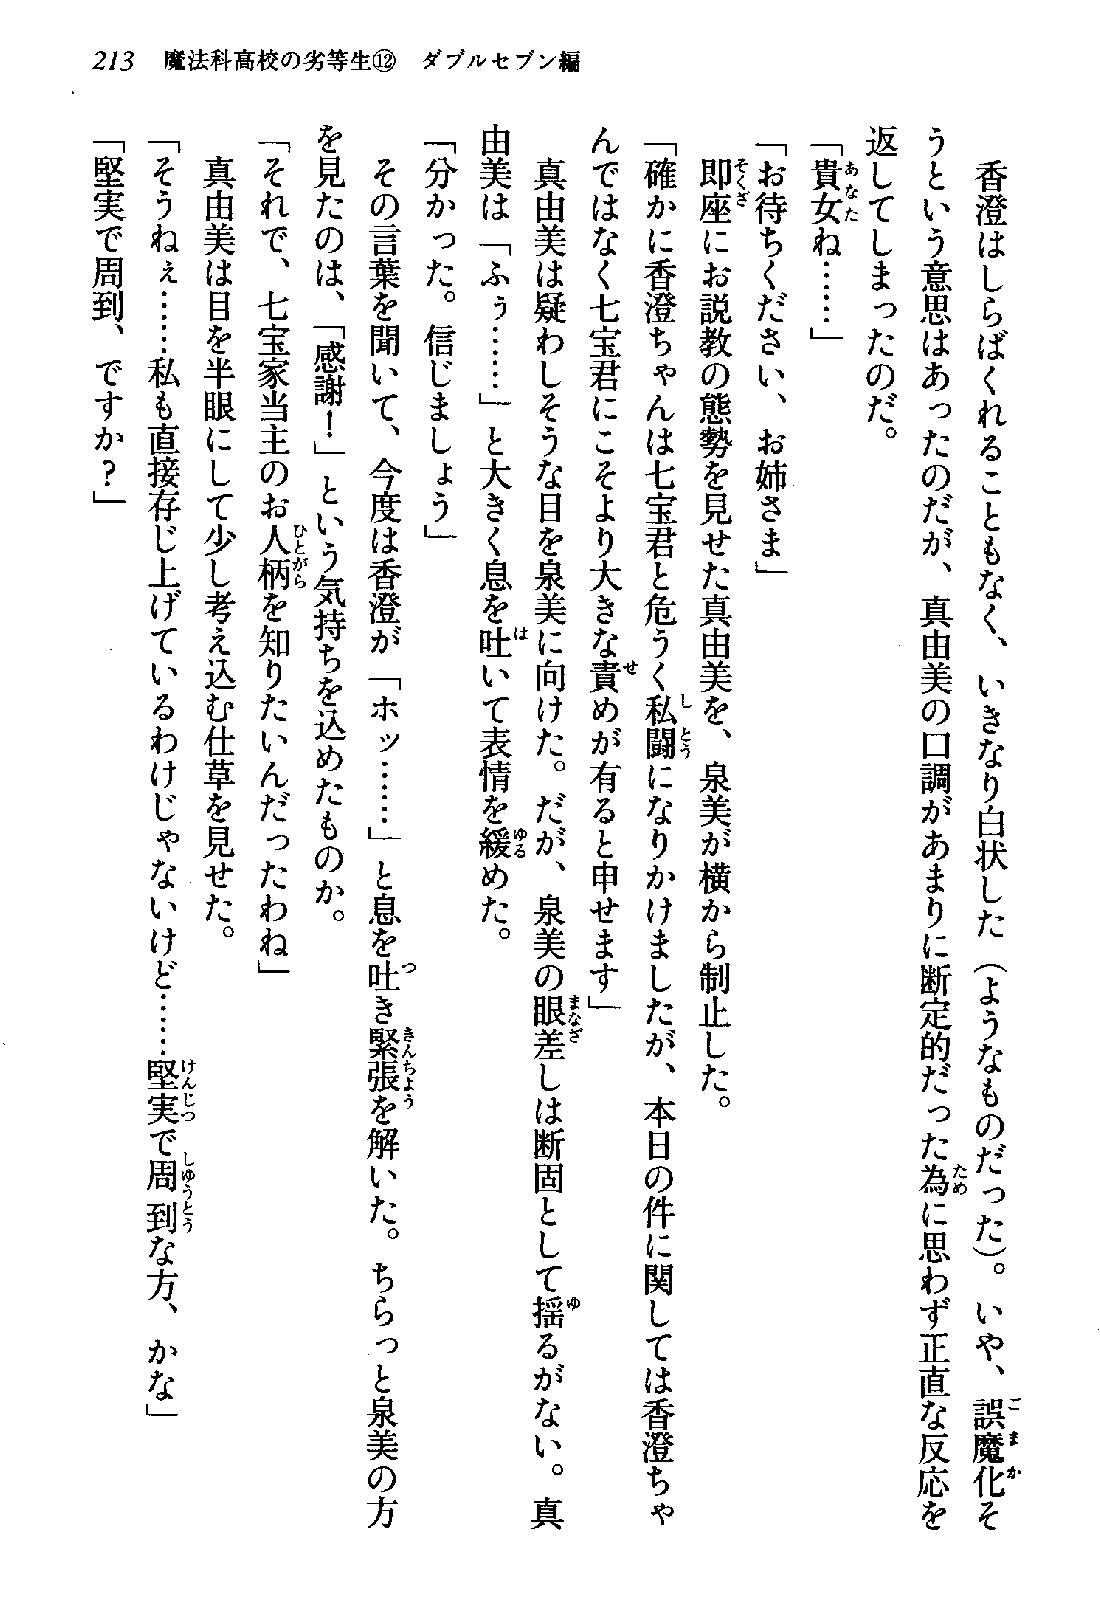 213　魔法科高校の劣等生⑫　ダブルセブン編
　香澄はしらばくれることもなく、いきなり白状した（ようなものだった）。いや、誤魔化そ
うという意思はあったのだが、真由美の口調があまりに断定的だった為に思わず正直な反応を
返してしまったのだ。
「貴女ね……」
「お待ちください、お姉さま」
　即座にお説教の態勢を見せた真由美を、泉美が横から制止した。
「確かに香澄ちゃんは七宝君と危うく私闘になりかけましたが、本日の件に関しては香澄ちゃ
んではなく七宝君にこそより大きな責めが有ると申せます」
　真由美は疑わしそうな目を泉美に向けた。だが、泉美の眼差しは断固として揺るがない。真
由美は「ふぅ……」と大きく息を吐いて表情を緩めた。
「分かった。信じましょう」
　その言葉を聞いて、今度は香澄が「ホッ……」と息を吐き緊張を解いた。ちらっと泉美の方
を見たのは、「感謝！」という気持ちを込めたものか。
「それで、七宝家当主のお人柄を知りたいんだったわね」
　真由美は目を半眼にして少し考え込む仕草を見せた。
「そうねぇ……私も直接存じ上げているわけじゃないけど……堅実で周到な方、かな」
「堅実で周到、ですか？」